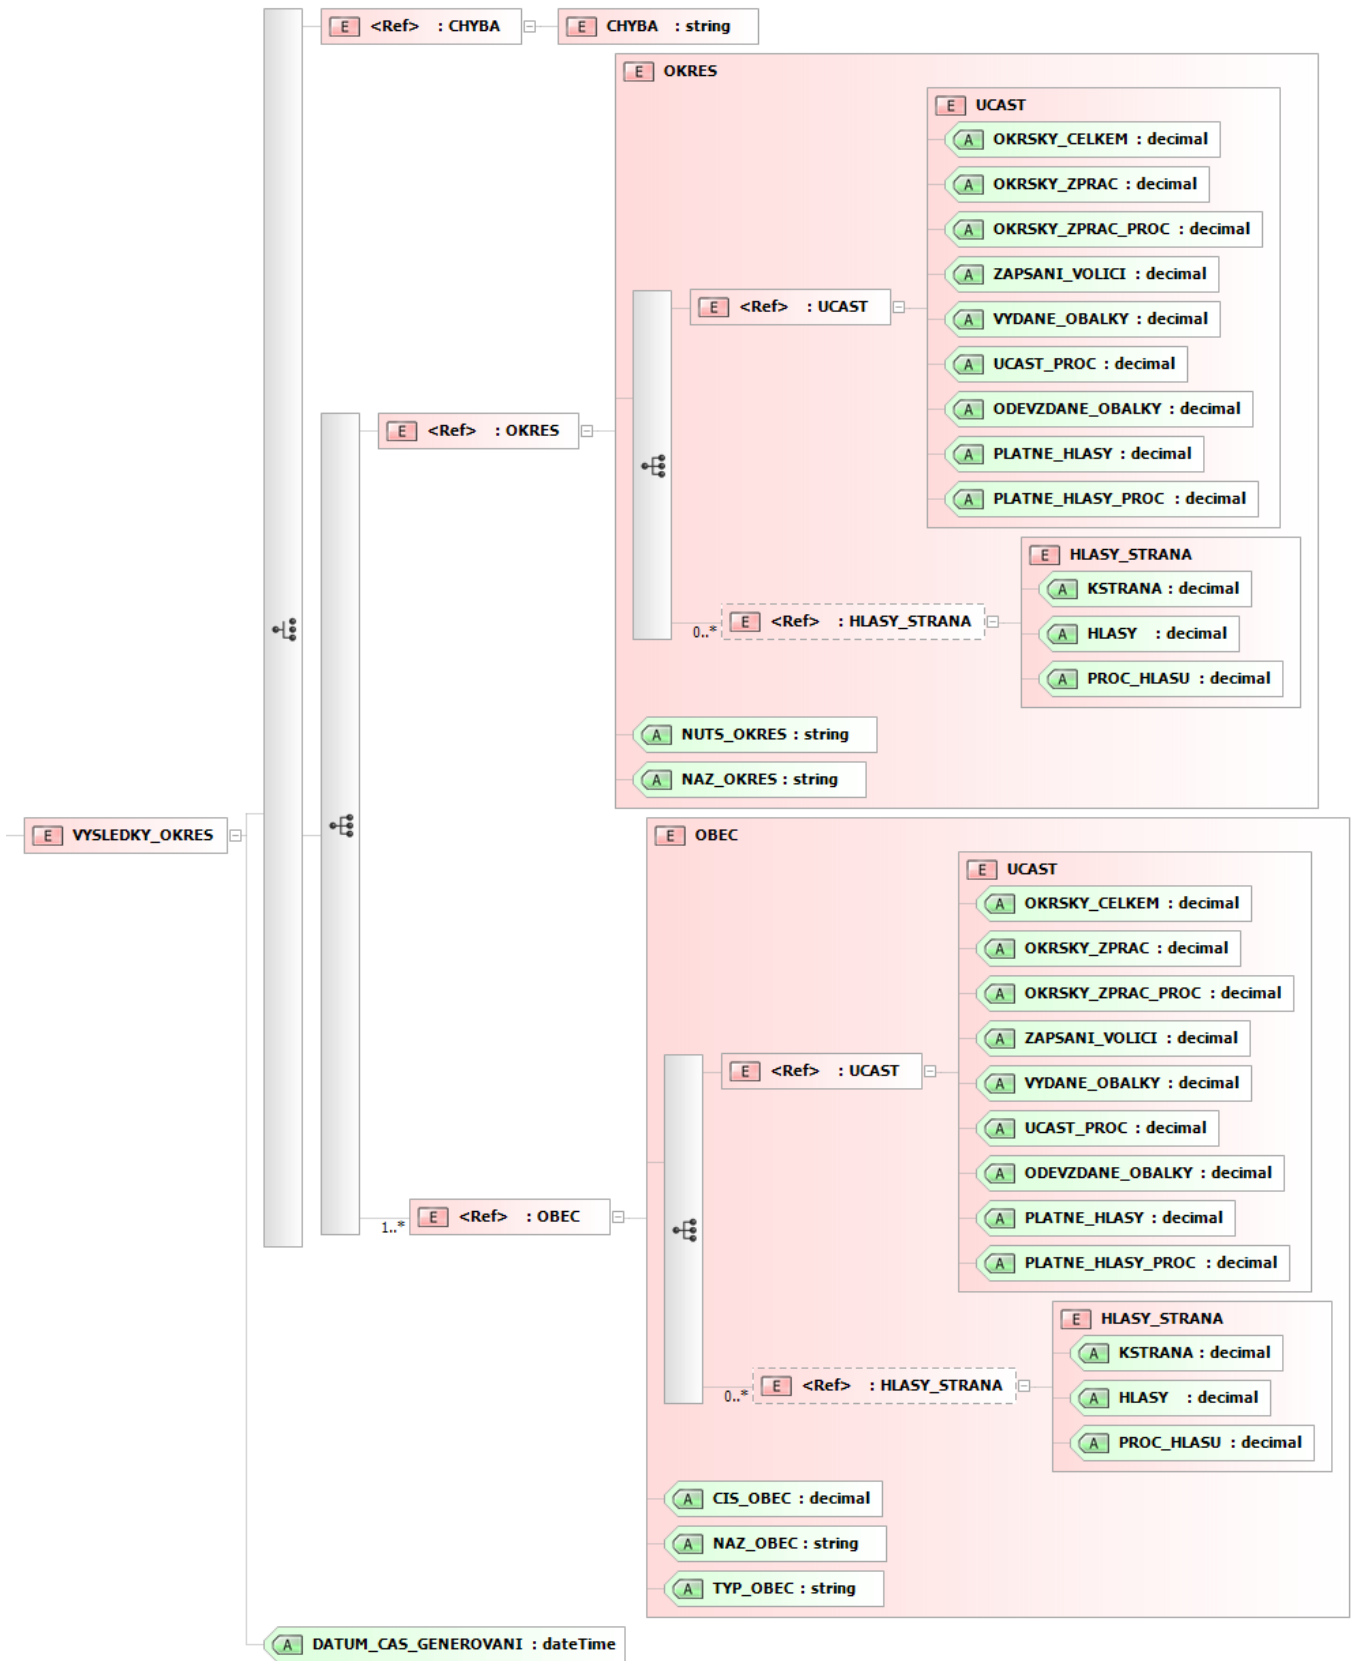 E <Ref> : CHYBA
E CHYBA : string
E OKRES
E UCAST
A OKRSKY_CELKEM : decimal
A OKRSKY_ZPRAC : decimal
A OKRSKY_ZPRAC_PROC : decimal
A ZAPSANI_VOLICI : decimal
E <Ref> : UCAST
A VYDANE_OBALKY : decimal
A UCAST_PROC : decimal
A ODEVZDANE_OBALKY : decimal
E <Ref> : OKRES
A PLATNE_HLASY : decimal
A PLATNE_HLASY_PROC : decimal
E HLASY_STRANA
A KSTRANA : decimal
0..* E <Ref> : HLASY_STRANA
A HLASY : decimal
A PROC_HLASU : decimal
A NUTS_OKRES : string
A NAZ_OKRES : string
E VYSLEDKY_OKRES
E OBEC
E UCAST
A OKRSKY_CELKEM : decimal
A OKRSKY_ZPRAC : decimal
A OKRSKY_ZPRAC_PROC : decimal
A ZAPSANI_VOLICI : decimal
E <Ref> : UCAST
A VYDANE_OBALKY : decimal
A UCAST_PROC : decimal
A ODEVZDANE_OBALKY : decimal
1..* E <Ref> : OBEC
A PLATNE_HLASY : decimal
A PLATNE_HLASY_PROC : decimal
E HLASY_STRANA
A KSTRANA : decimal
0..* E <Ref> : HLASY_STRANA
A HLASY : decimal
A PROC_HLASU : decimal
A CIS_OBEC : decimal
A NAZ_OBEC : string
A TYP_OBEC : string
A DATUM_CAS_GENEROVANI : dateTime